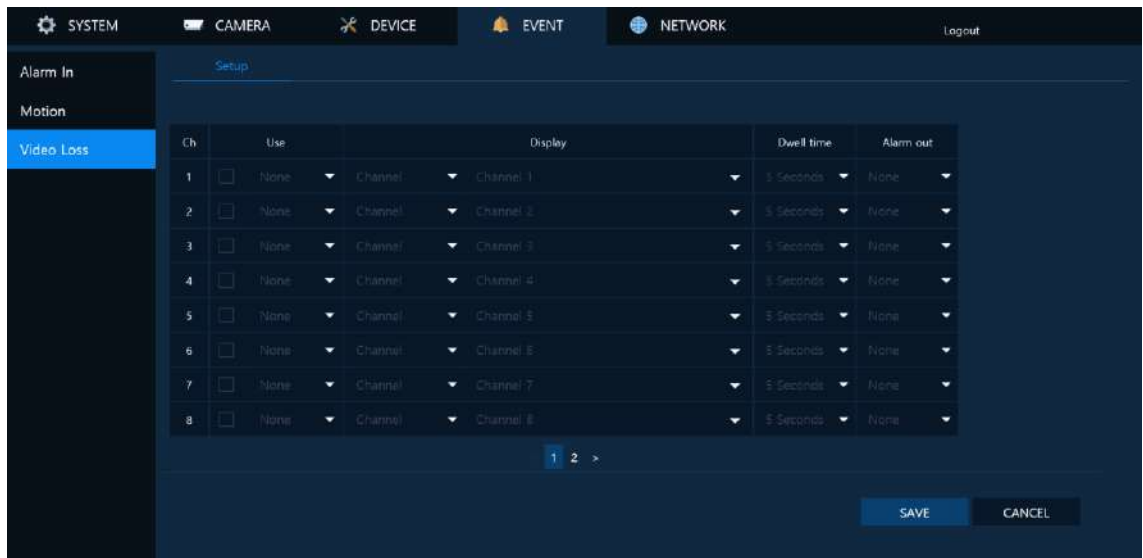 SYSTEM CAMERA DEVICE EVENT NETWORK Logout
Alarm In
Setup
Motion
Video Loss
Ch Use Display Dwell time Alarm out
1 None Channel Channel 1 5 Seconds None
2 None Channel Channel 2 5 Seconds None
3 None Channel Channel 3 5 Seconds None
4 None Channel Channel 4 5 Seconds None
5 None Channel Channel 5 5 Seconds None
6 None Channel Channel 6 5 Seconds None
7 None Channel Channel 7 5 Seconds None
8 None Channel Channel 8 5 Seconds None
1 2 >
SAVE CANCEL